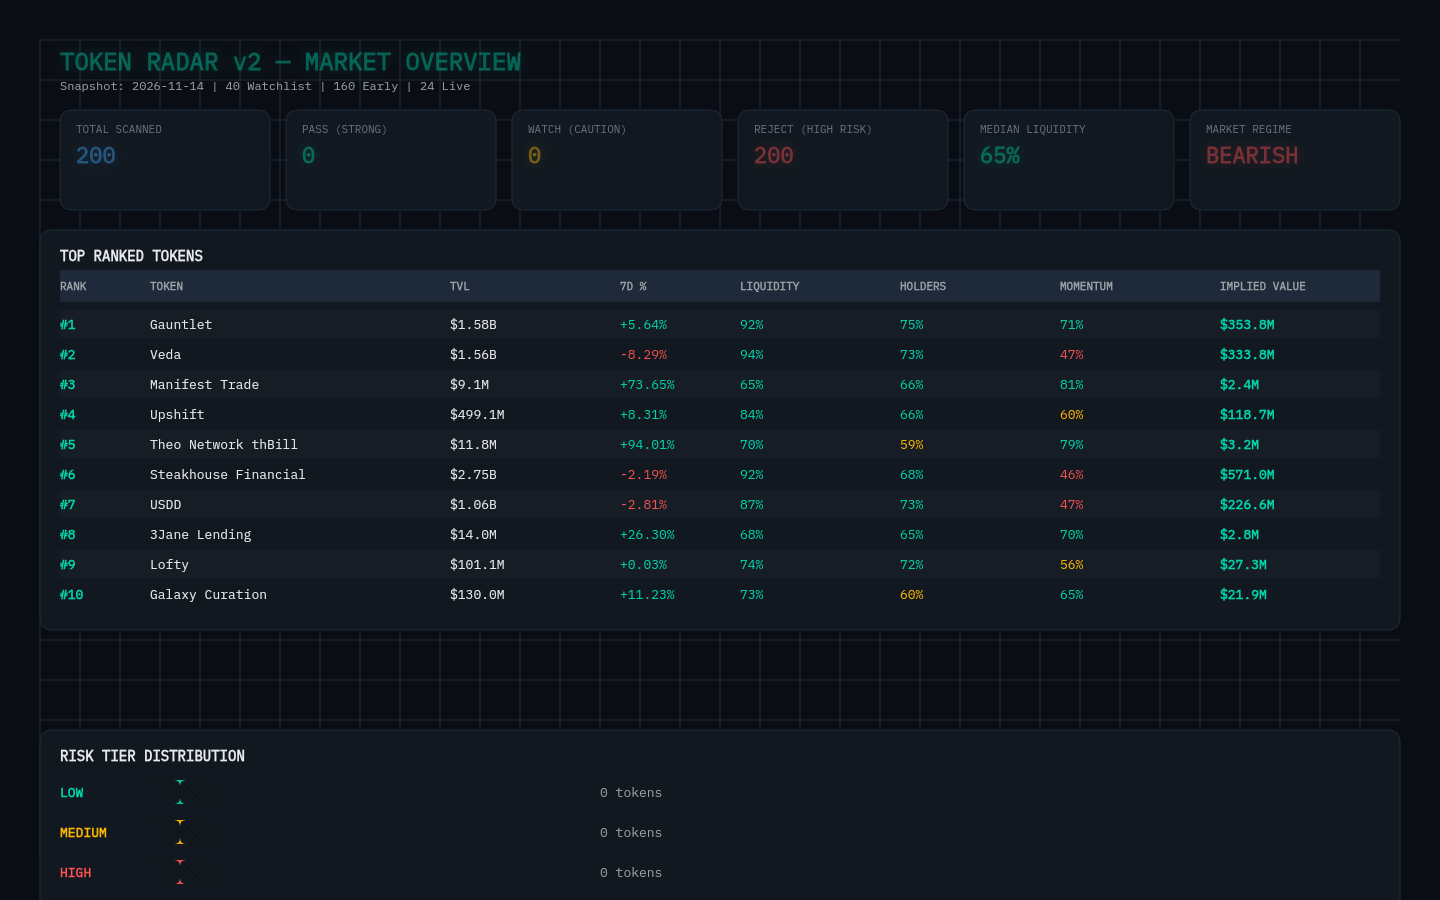 TOKEN RADAR v2 — MARKET OVERVIEW
Snapshot: 2026-11-14 | 40 Watchlist | 160 Early | 24 Live
TOTAL SCANNED PASS (STRONG) WATCH (CAUTION) REJECT (HIGH RISK) MEDIAN LIQUIDITY MARKET REGIME
200 0 0 200 65% BEARISH
TOP RANKED TOKENS
RANK TOKEN TVL 7D % LIQUIDITY HOLDERS MOMENTUM IMPLIED VALUE
#1 Gauntlet $1.58B +5.64% 92% 75% 71% $353.8M
#2 Veda $1.56B -8.29% 94% 73% 47% $333.8M
#3 Manifest Trade $9.1M +73.65% 65% 66% 81% $2.4M
#4 Upshift $499.1M +8.31% 84% 66% 60% $118.7M
#5 Theo Network thBill $11.8M +94.01% 70% 59% 79% $3.2M
#6 Steakhouse Financial $2.75B -2.19% 92% 68% 46% $571.0M
#7 USDD $1.06B -2.81% 87% 73% 47% $226.6M
#8 3Jane Lending $14.0M +26.30% 68% 65% 70% $2.8M
#9 Lofty $101.1M +0.03% 74% 72% 56% $27.3M
#10 Galaxy Curation $130.0M +11.23% 73% 60% 65% $21.9M
RISK TIER DISTRIBUTION
LOW 0 tokens
MEDIUM 0 tokens
HIGH 0 tokens